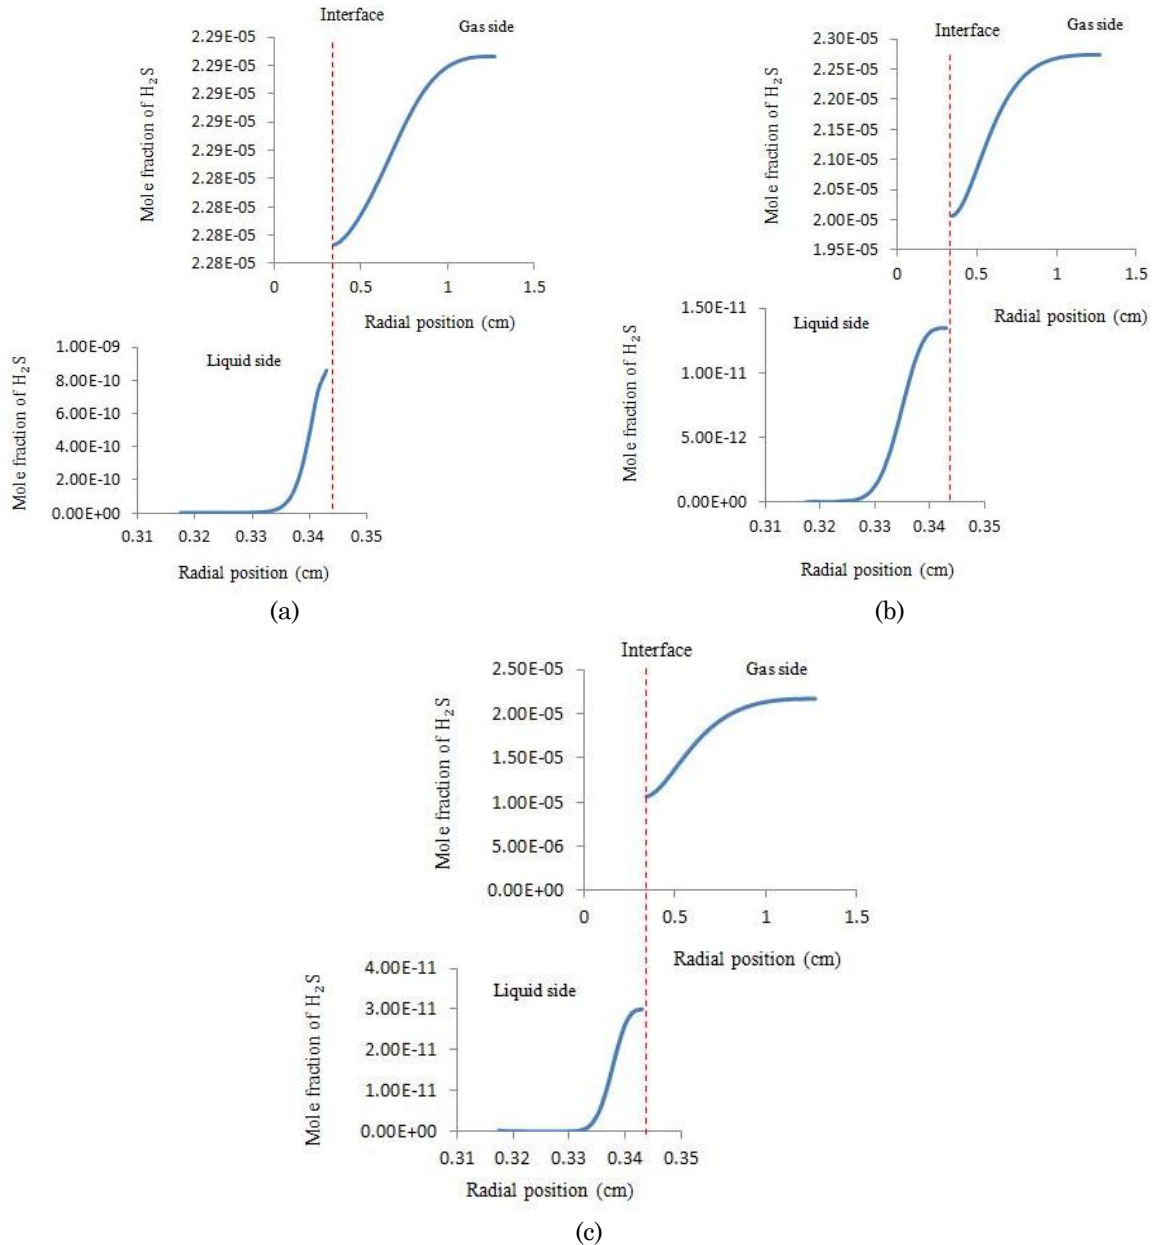 Interface
Gas side
2.29E-05
2.29E-05
2.29E-05
2.29E-05
2.29E-05
2.28E-05
2.28E-05
2.28E-05
2.28E-05
Mole fraction of H₂S
0 0.5 1 1.5
Radial position (cm)
Liquid side
1.00E-09
8.00E-10
6.00E-10
4.00E-10
2.00E-10
0.00E+00
Mole fraction of H₂S
0.31 0.32 0.33 0.34 0.35
Radial position (cm)
(a)
Interface
Gas side
2.30E-05
2.25E-05
2.20E-05
2.15E-05
2.10E-05
2.05E-05
2.00E-05
1.95E-05
Mole fraction of H₂S
0 0.5 1 1.5
Radial position (cm)
Liquid side
1.50E-11
1.00E-11
5.00E-12
0.00E+00
Mole fraction of H₂S
0.31 0.32 0.33 0.34 0.35
Radial position (cm)
(b)
Interface
Gas side
2.50E-05
2.00E-05
1.50E-05
1.00E-05
5.00E-06
0.00E+00
Mole fraction of H₂S
0 0.5 1 1.5
Radial position (cm)
Liquid side
4.00E-11
3.00E-11
2.00E-11
1.00E-11
0.00E+00
Mole fraction of H₂S
0.31 0.32 0.33 0.34 0.35
Radial position (cm)
(c)